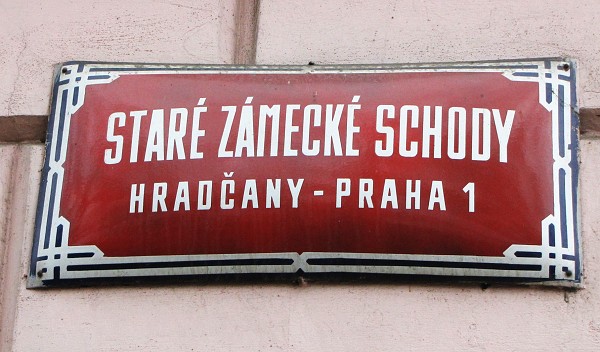 STARÉ ZÁMECKÉ SCHODY
HRADČANY - PRAHA 1